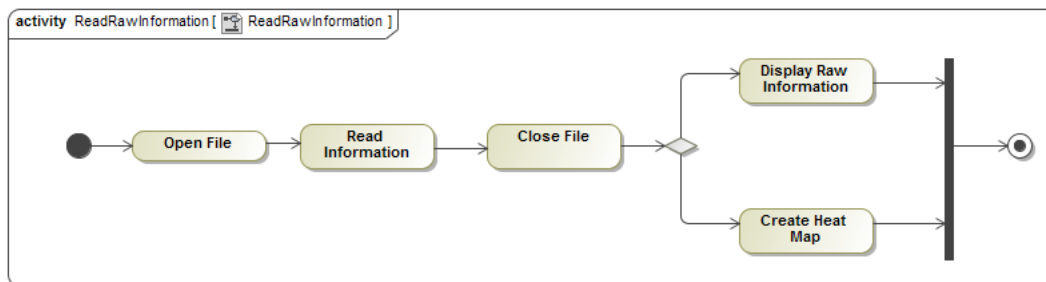 activity ReadRawInformation [ ReadRawInformation ]
Open File
Read
Information
Close File
Display Raw
Information
Create Heat
Map